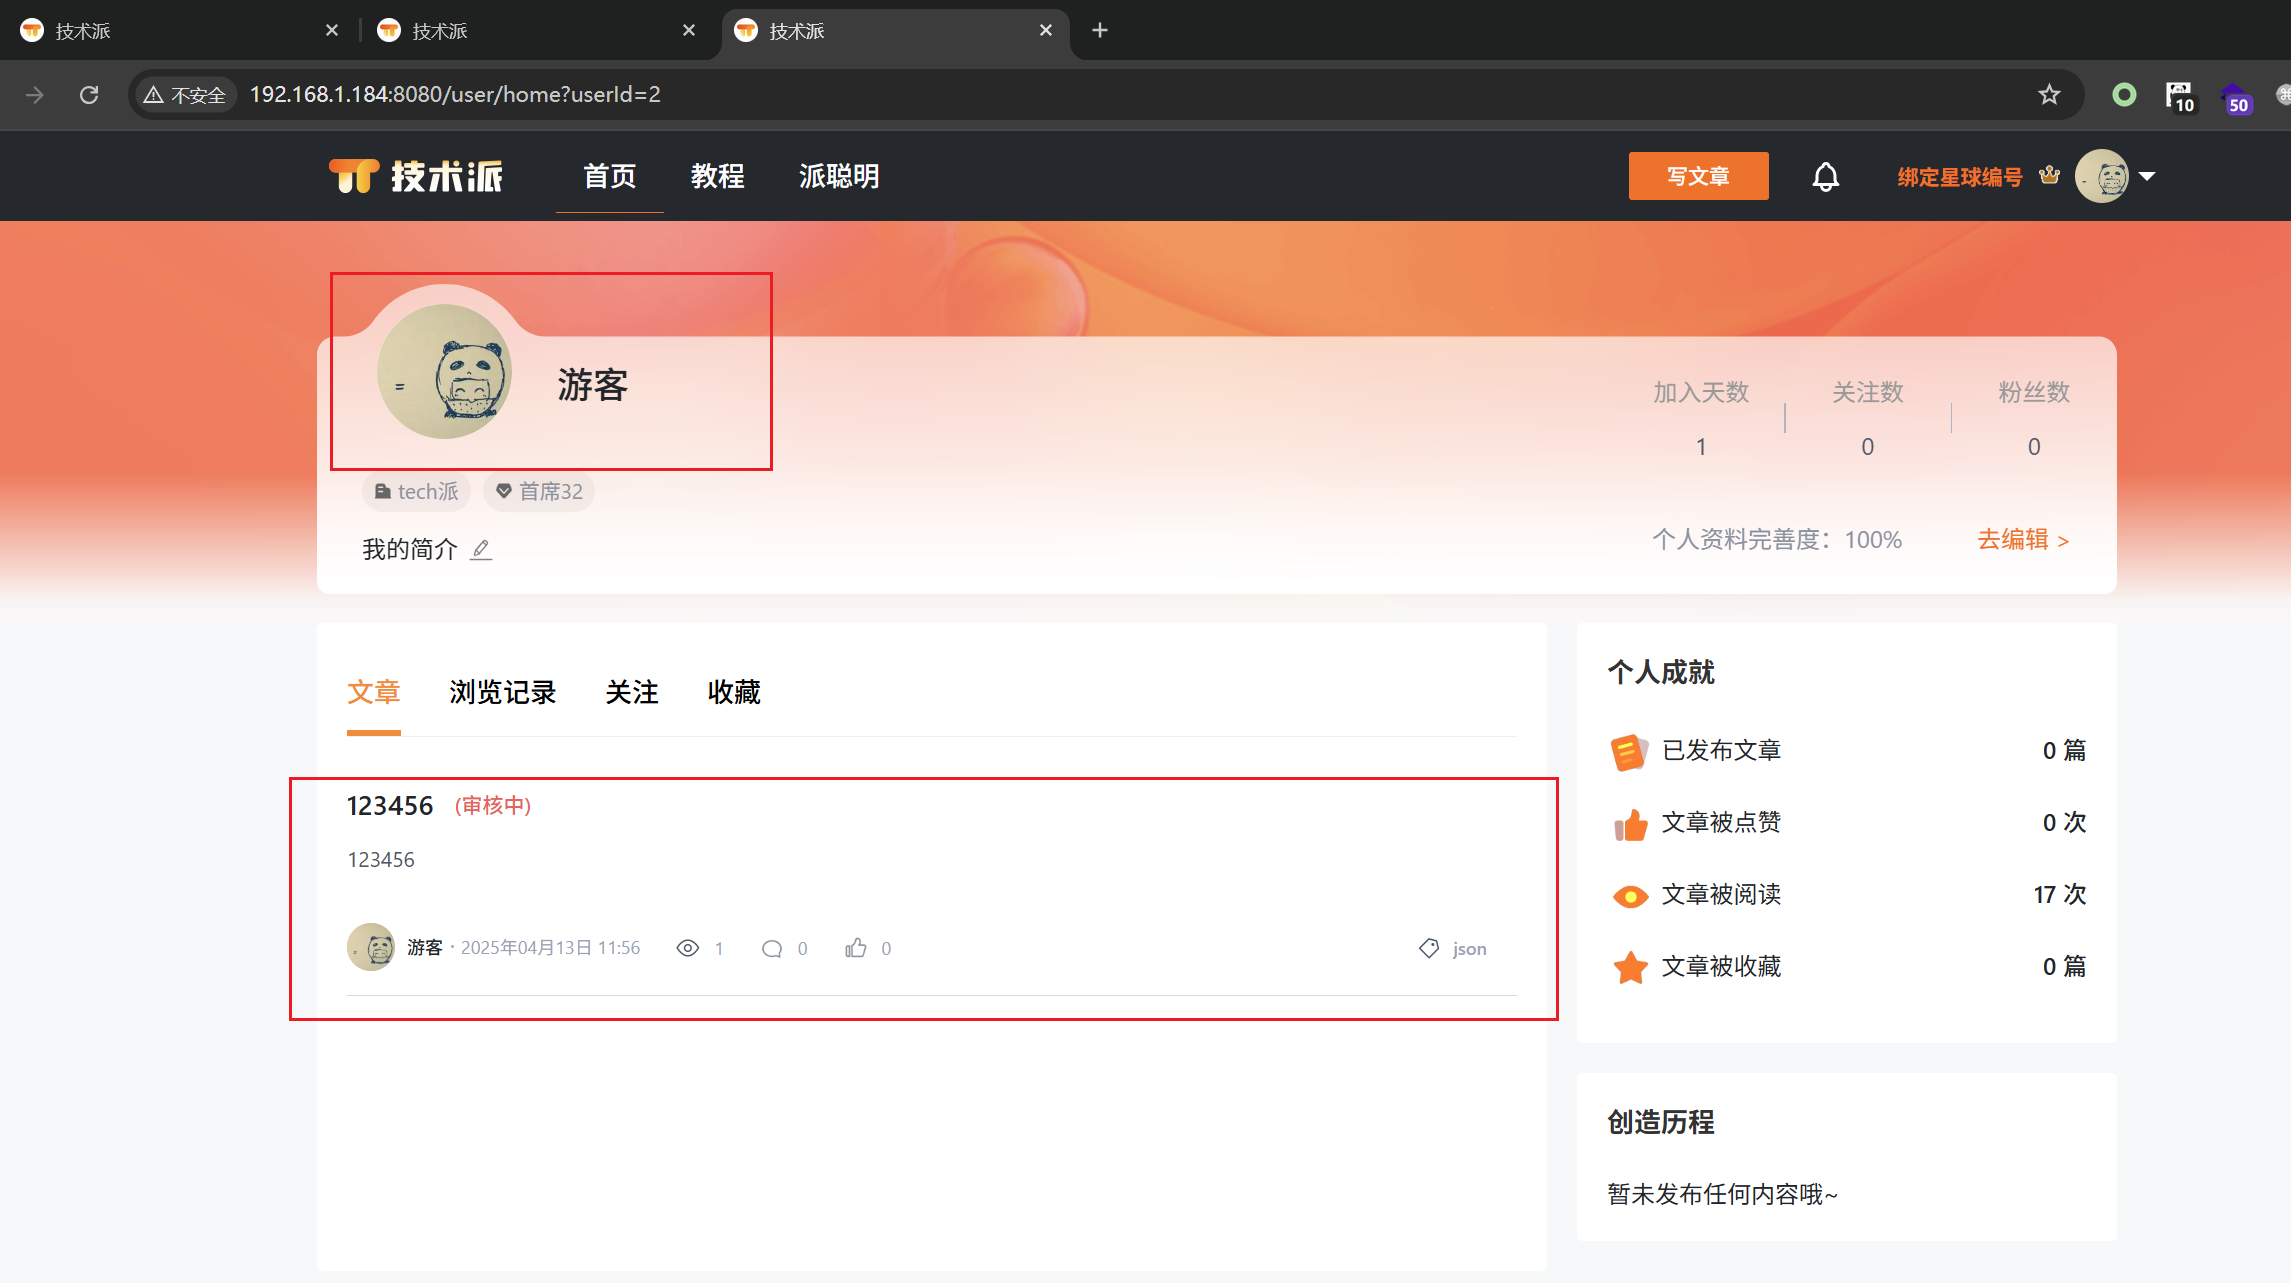 技术派
技术派
技术派
不安全 192.168.1.184:8080/user/home?userId=2
10
50
技术派 首页 教程 派聪明 写文章 绑定星球编号
游客
加入天数 关注数 粉丝数
1 0 0
tech派 首席32
我的简介
个人资料完善度：100% 去编辑 >
文章 浏览记录 关注 收藏
123456 (审核中)
123456
游客 · 2025年04月13日 11:56 1 0 0 json
个人成就
已发布文章 0 篇
文章被点赞 0 次
文章被阅读 17 次
文章被收藏 0 篇
创造历程
暂未发布任何内容哦~